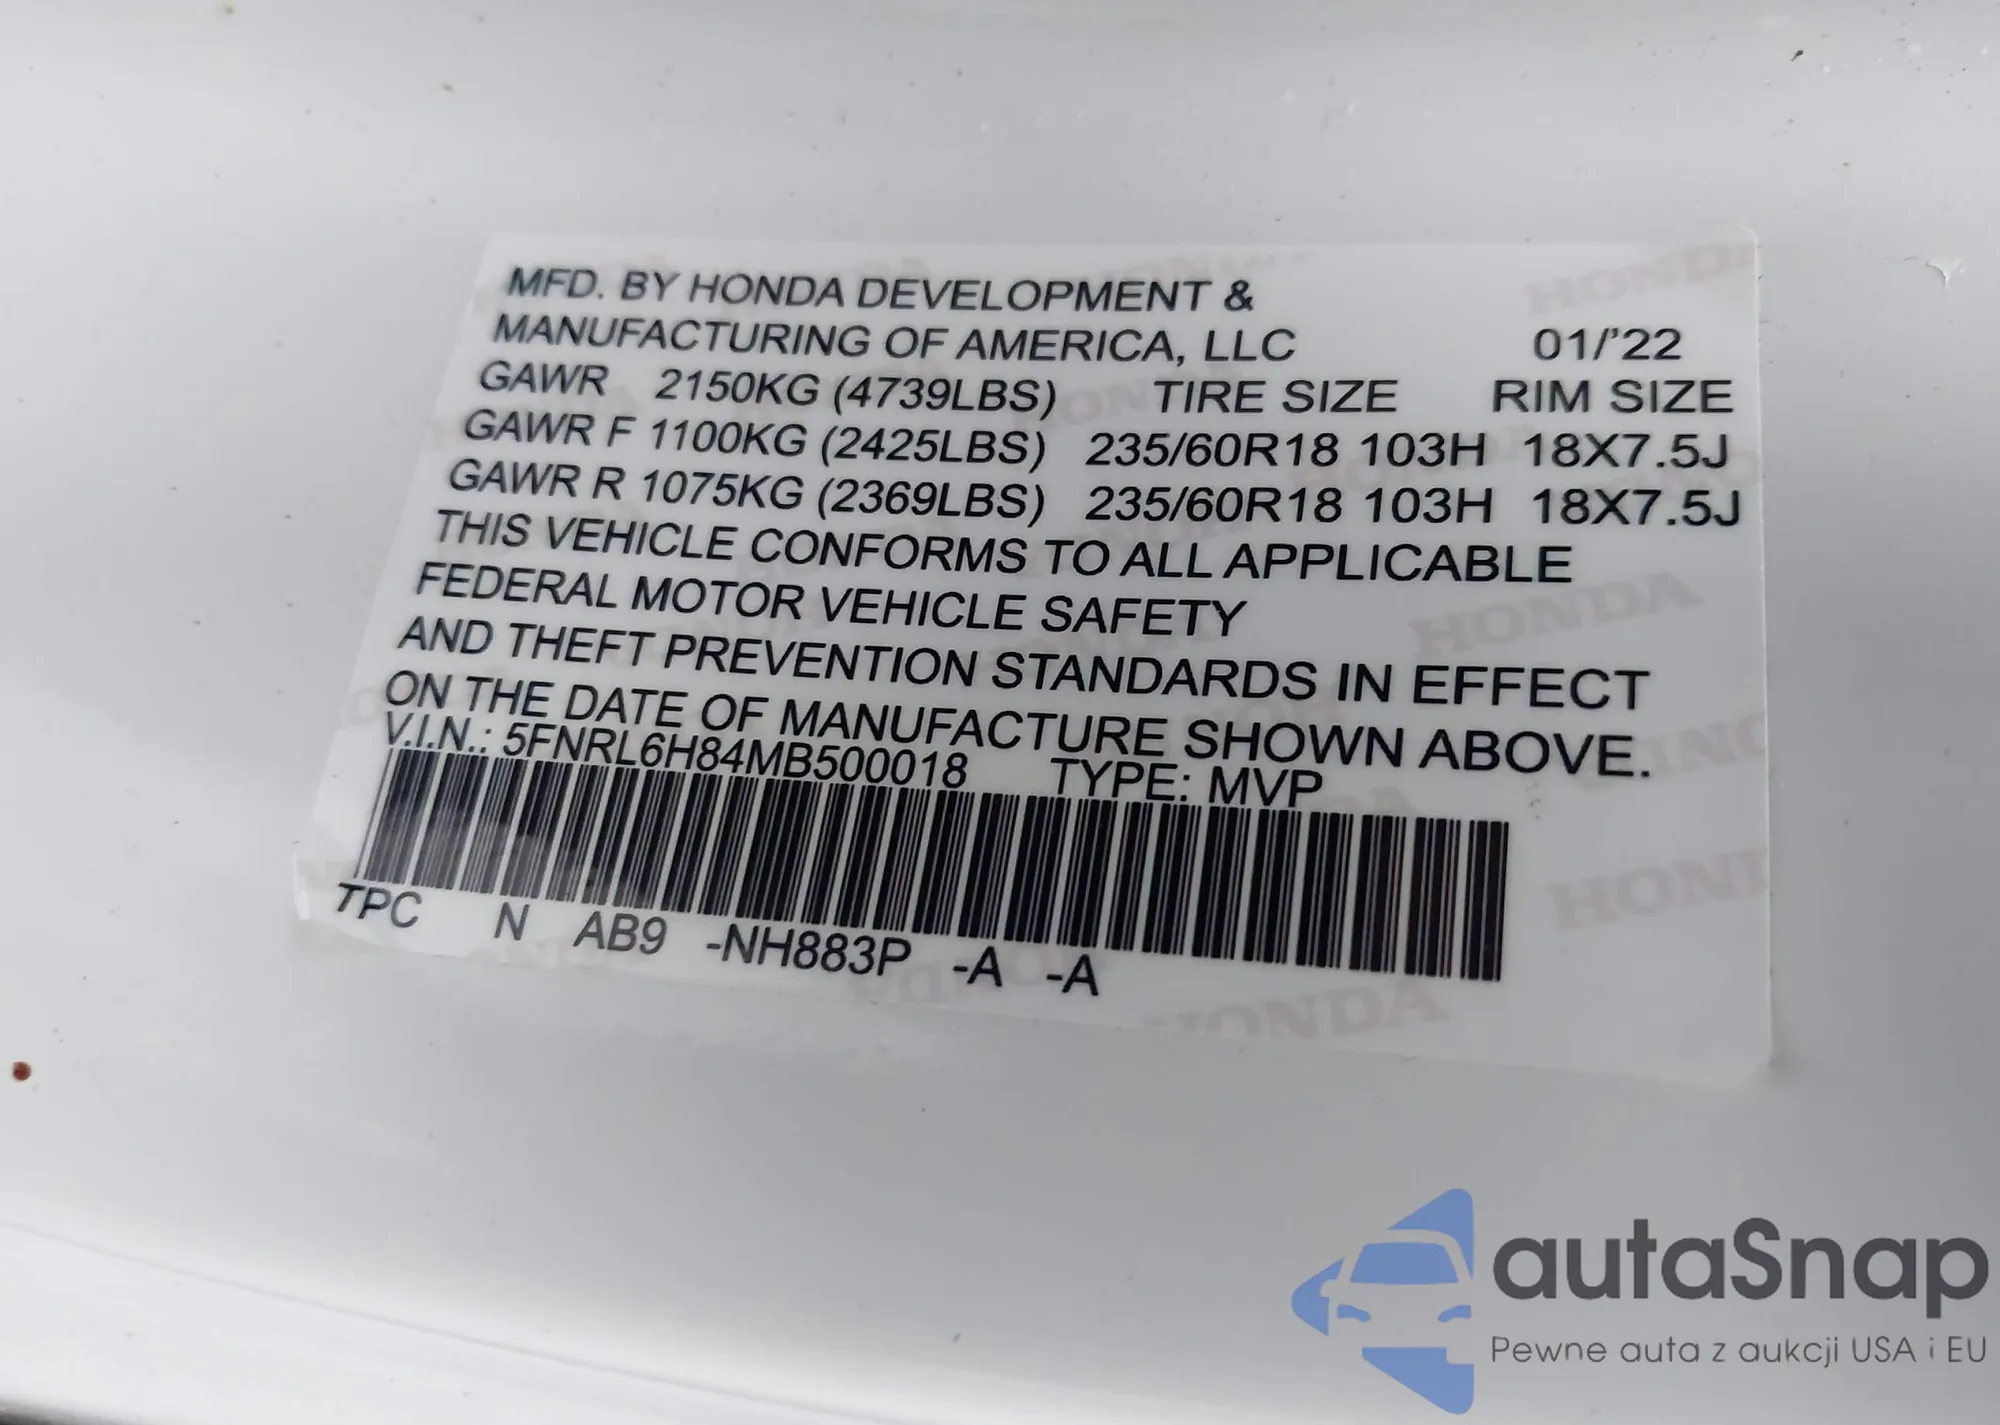 MFD. BY HONDA DEVELOPMENT &
MANUFACTURING OF AMERICA, LLC 01/'22
GAWR 2150KG (4739LBS) TIRE SIZE RIM SIZE
GAWR F 1100KG (2425LBS) 235/60R18 103H 18X7.5J
GAWR R 1075KG (2369LBS) 235/60R18 103H 18X7.5J
THIS VEHICLE CONFORMS TO ALL APPLICABLE
FEDERAL MOTOR VEHICLE SAFETY
AND THEFT PREVENTION STANDARDS IN EFFECT
ON THE DATE OF MANUFACTURE SHOWN ABOVE.
V.I.N.: 5FNRL6H84MB500018 TYPE: MVP
TPC N AB9 -NH883P -A -A
HONDA
HONDA
HONDA
autaSnap
Pewne auta z aukcji USA i EU